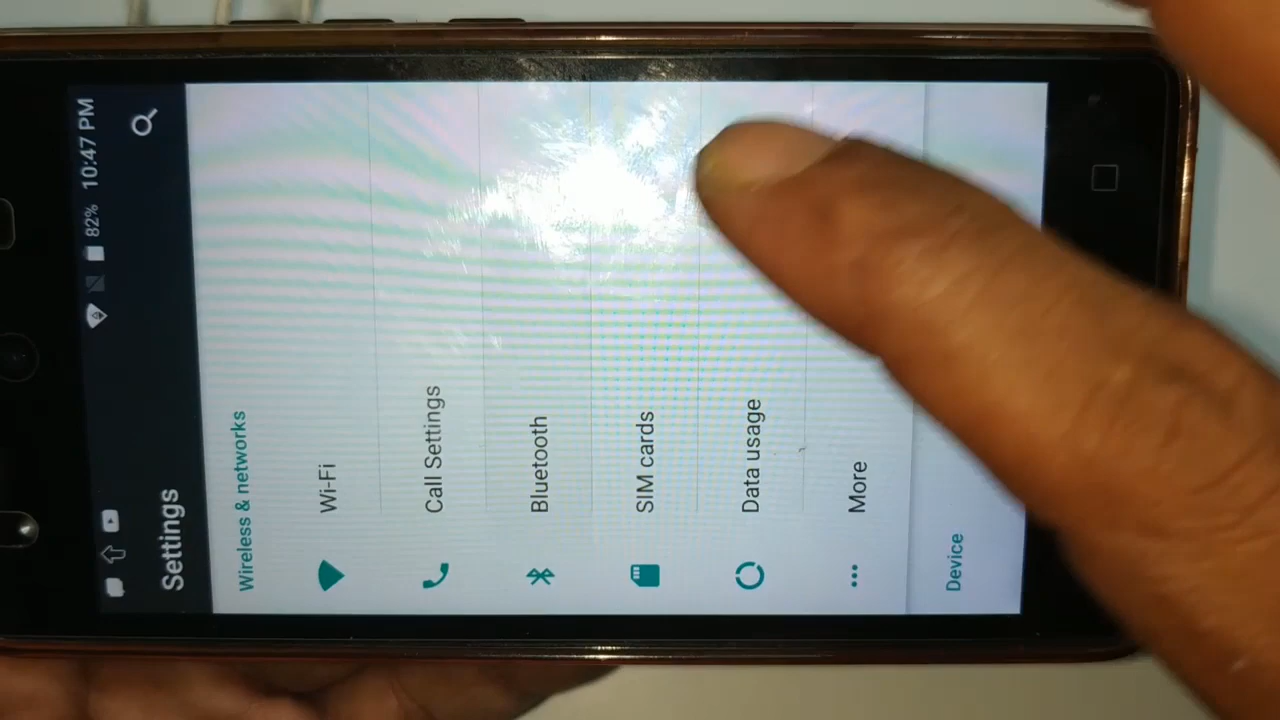 82% 10:47 PM
Settings
Wireless & networks
Wi-Fi
Call Settings
Bluetooth
SIM cards
Data usage
More
Device